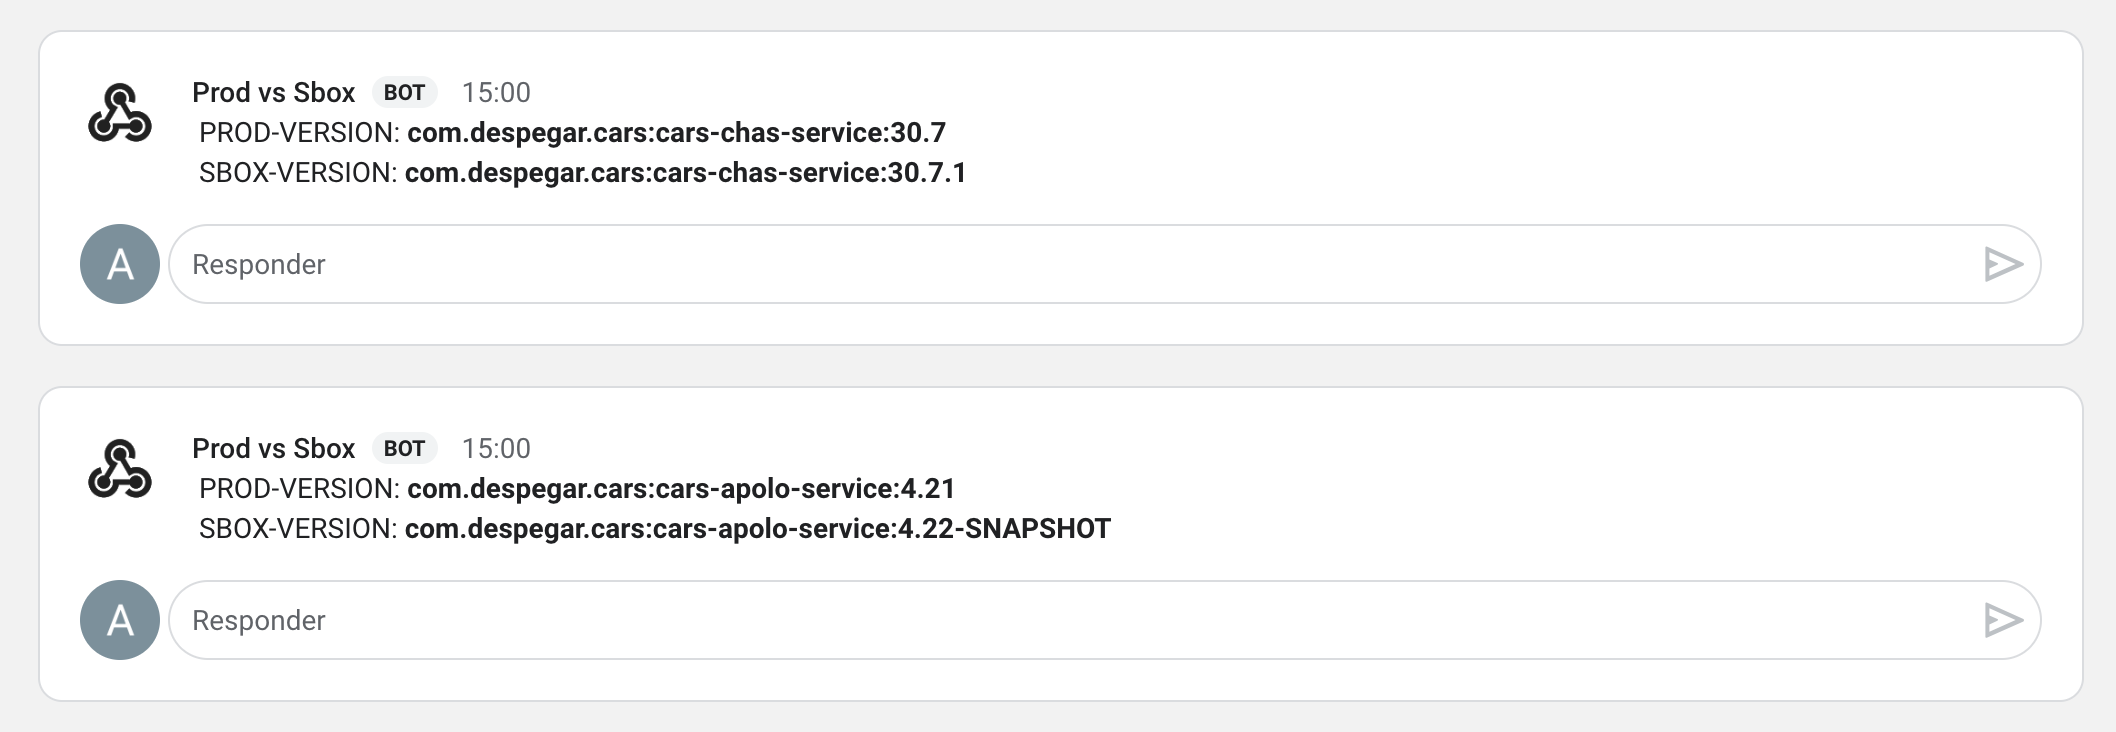 Prod vs Sbox BOT 15:00
PROD-VERSION: com.despegar.cars:cars-chas-service:30.7
SBOX-VERSION: com.despegar.cars:cars-chas-service:30.7.1
A Responder
Prod vs Sbox BOT 15:00
PROD-VERSION: com.despegar.cars:cars-apolo-service:4.21
SBOX-VERSION: com.despegar.cars:cars-apolo-service:4.22-SNAPSHOT
A Responder